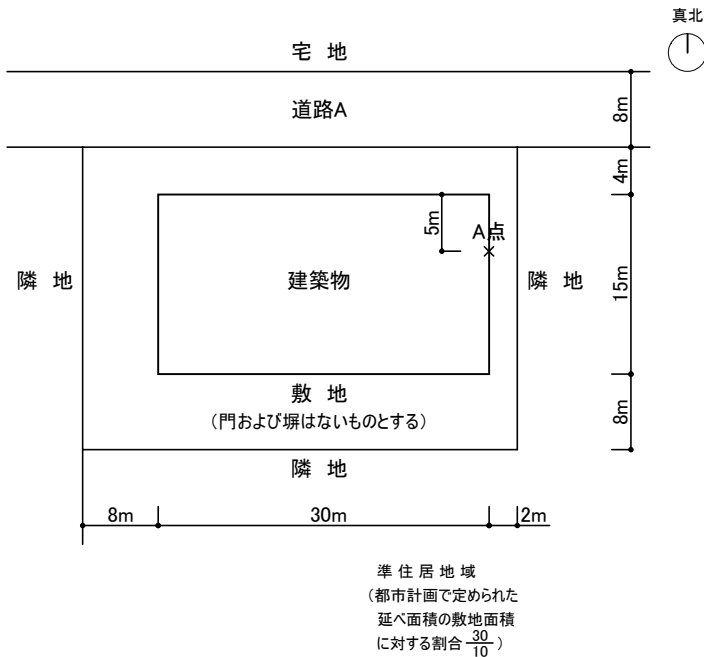 真北
宅 地
道路A
8m
4m
5m
A点
隣 地
建築物
隣 地
15m
敷 地
(門および塀はないものとする)
8m
隣 地
8m
30m
2m
準 住 居 地 域
(都市計画で定められた
延べ面積の敷地面積
に対する割合 30/10 )